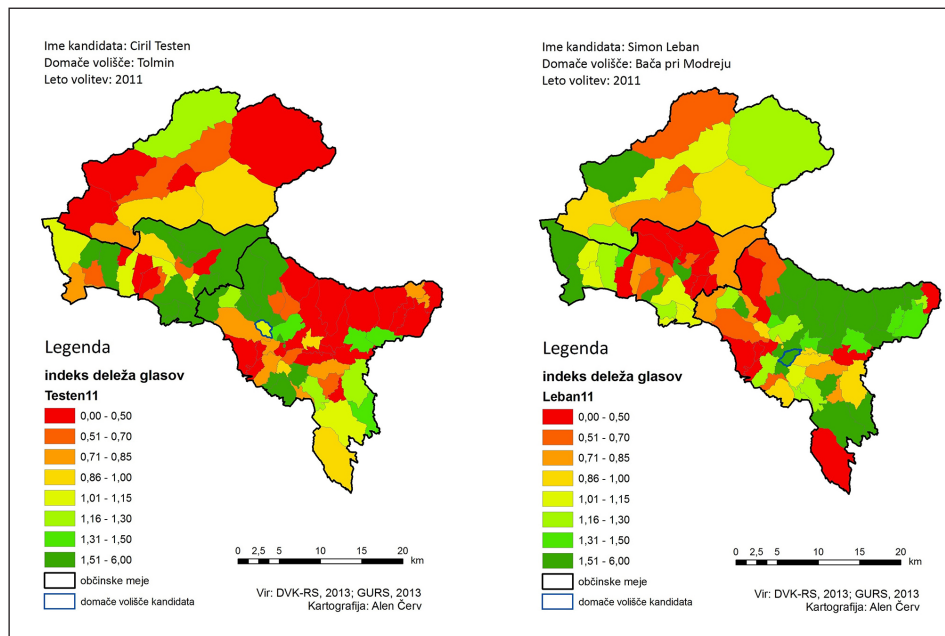 Ime kandidata: Ciril Testen
Domače volišče: Tolmin
Leto volitev: 2011
Legenda
indeks deleža glasov
Testen11
0,00 - 0,50
0,51 - 0,70
0,71 - 0,85
0,86 - 1,00
1,01 - 1,15
1,16 - 1,30
1,31 - 1,50
1,51 - 6,00
občinske meje
domače volišče kandidata
0 2,5 5 10 15 20
km
Vir: DVK-RS, 2013; GURS, 2013
Kartografija: Alen Červ
Ime kandidata: Simon Leban
Domače volišče: Bača pri Modreju
Leto volitev: 2011
Legenda
indeks deleža glasov
Leban11
0,00 - 0,50
0,51 - 0,70
0,71 - 0,85
0,86 - 1,00
1,01 - 1,15
1,16 - 1,30
1,31 - 1,50
1,51 - 6,00
občinske meje
domače volišče kandidata
0 2,5 5 10 15 20
km
Vir: DVK-RS, 2013; GURS, 2013
Kartografija: Alen Červ